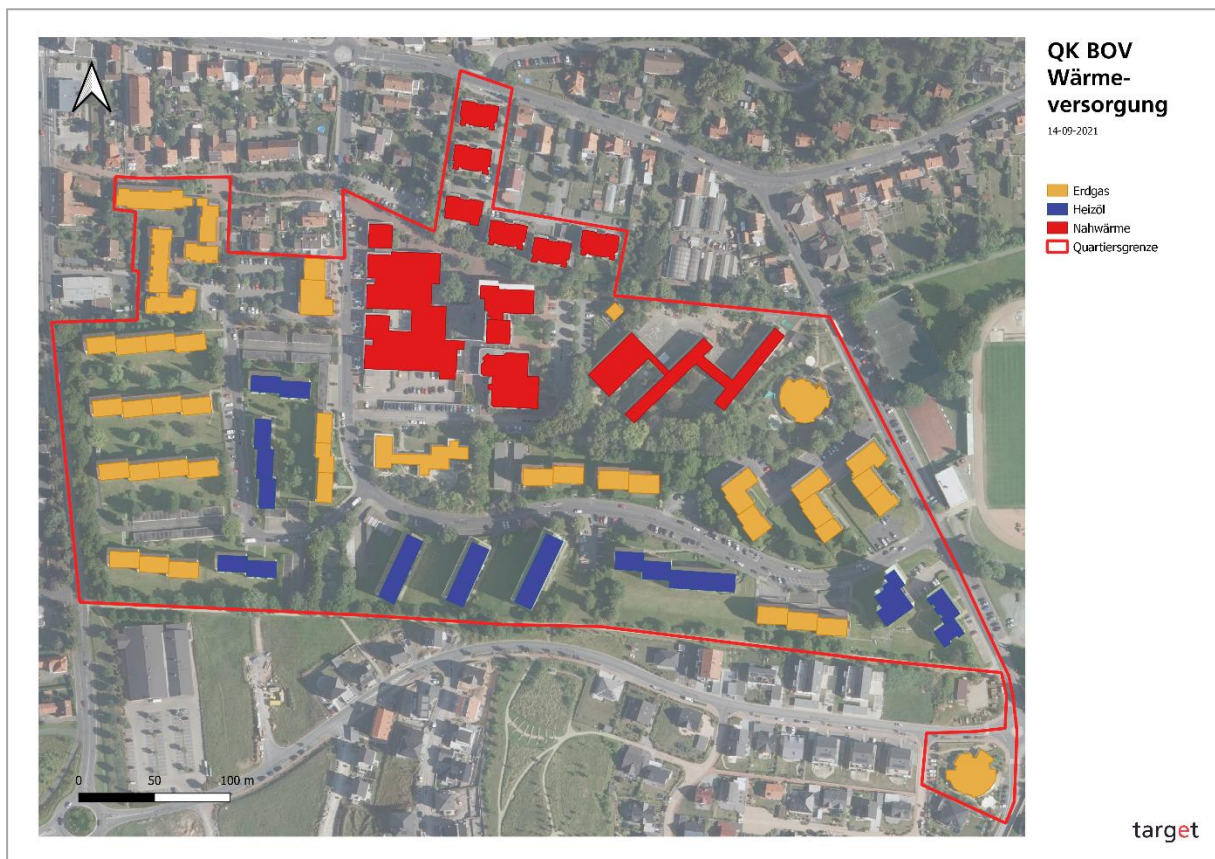 QK BOV
Wärme-
versorgung
14-09-2021
Erdgas
Heizöl
Nahwärme
Quartiersgrenze
0 50 100 m
target